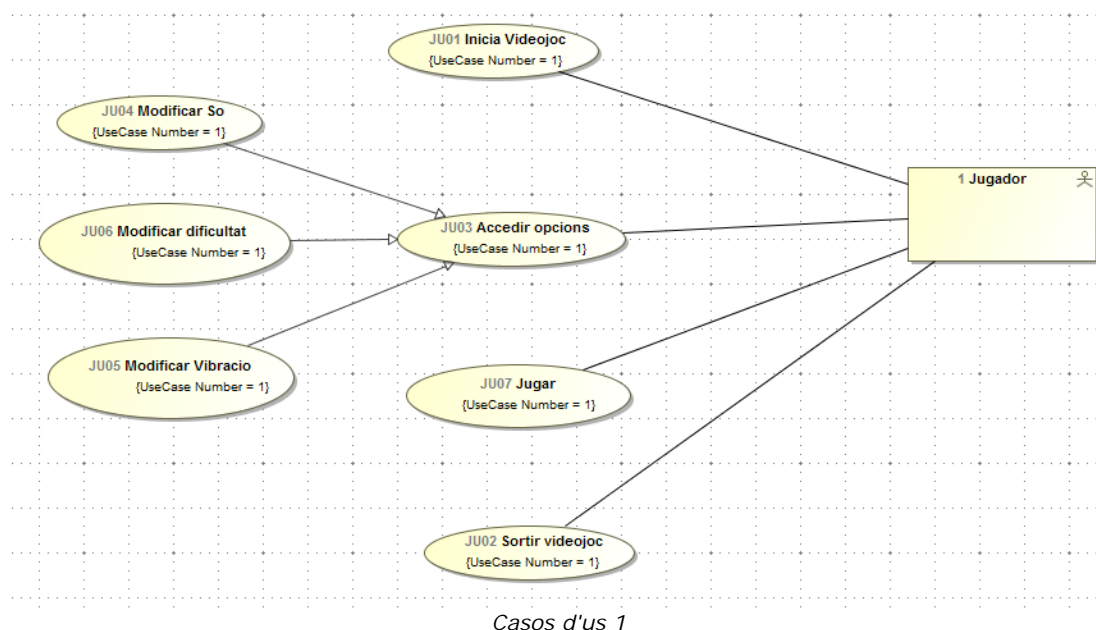 JU01 Inicia Videojoc
{UseCase Number = 1}
JU04 Modificar So
{UseCase Number = 1}
1 Jugador
JU06 Modificar dificultat
{UseCase Number = 1}
JU03 Accedir opcions
{UseCase Number = 1}
JU05 Modificar Vibracio
{UseCase Number = 1}
JU07 Jugar
{UseCase Number = 1}
JU02 Sortir videojoc
{UseCase Number = 1}
Casos d'us 1